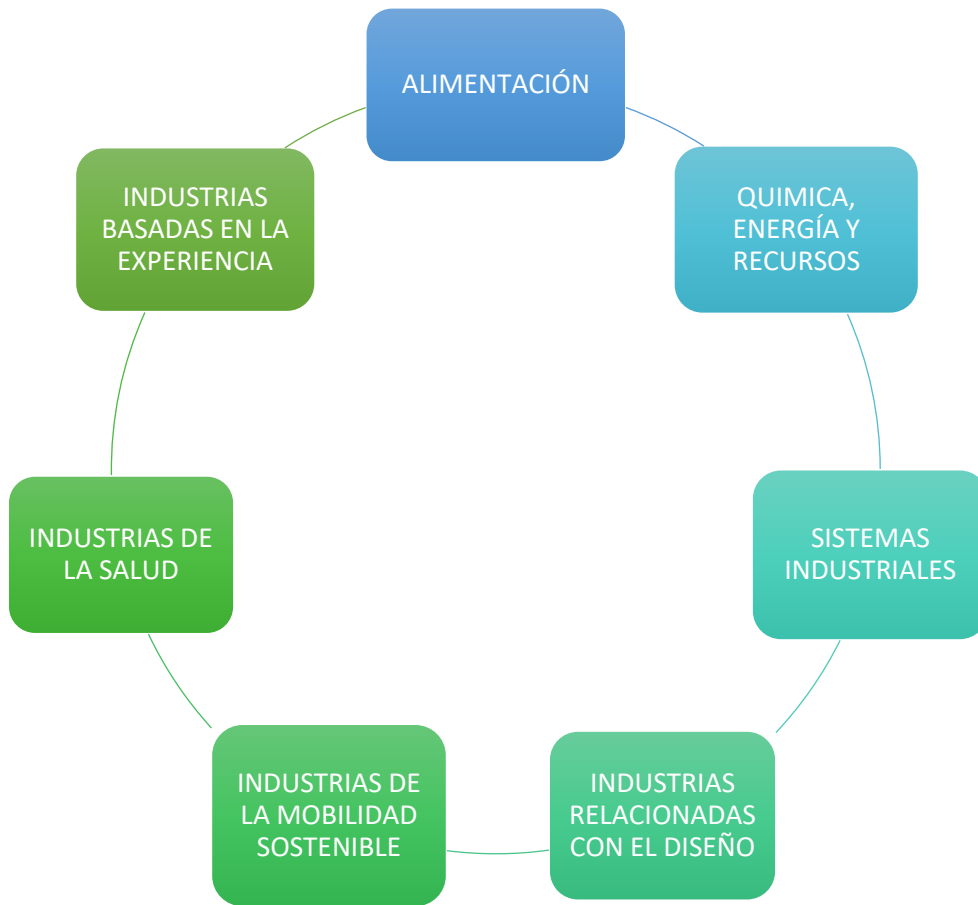 ALIMENTACIÓN
QUIMICA,
ENERGÍA Y
RECURSOS
SISTEMAS
INDUSTRIALES
INDUSTRIAS
RELACIONADAS
CON EL DISEÑO
INDUSTRIAS DE
LA MOBILIDAD
SOSTENIBLE
INDUSTRIAS DE
LA SALUD
INDUSTRIAS
BASADAS EN LA
EXPERIENCIA